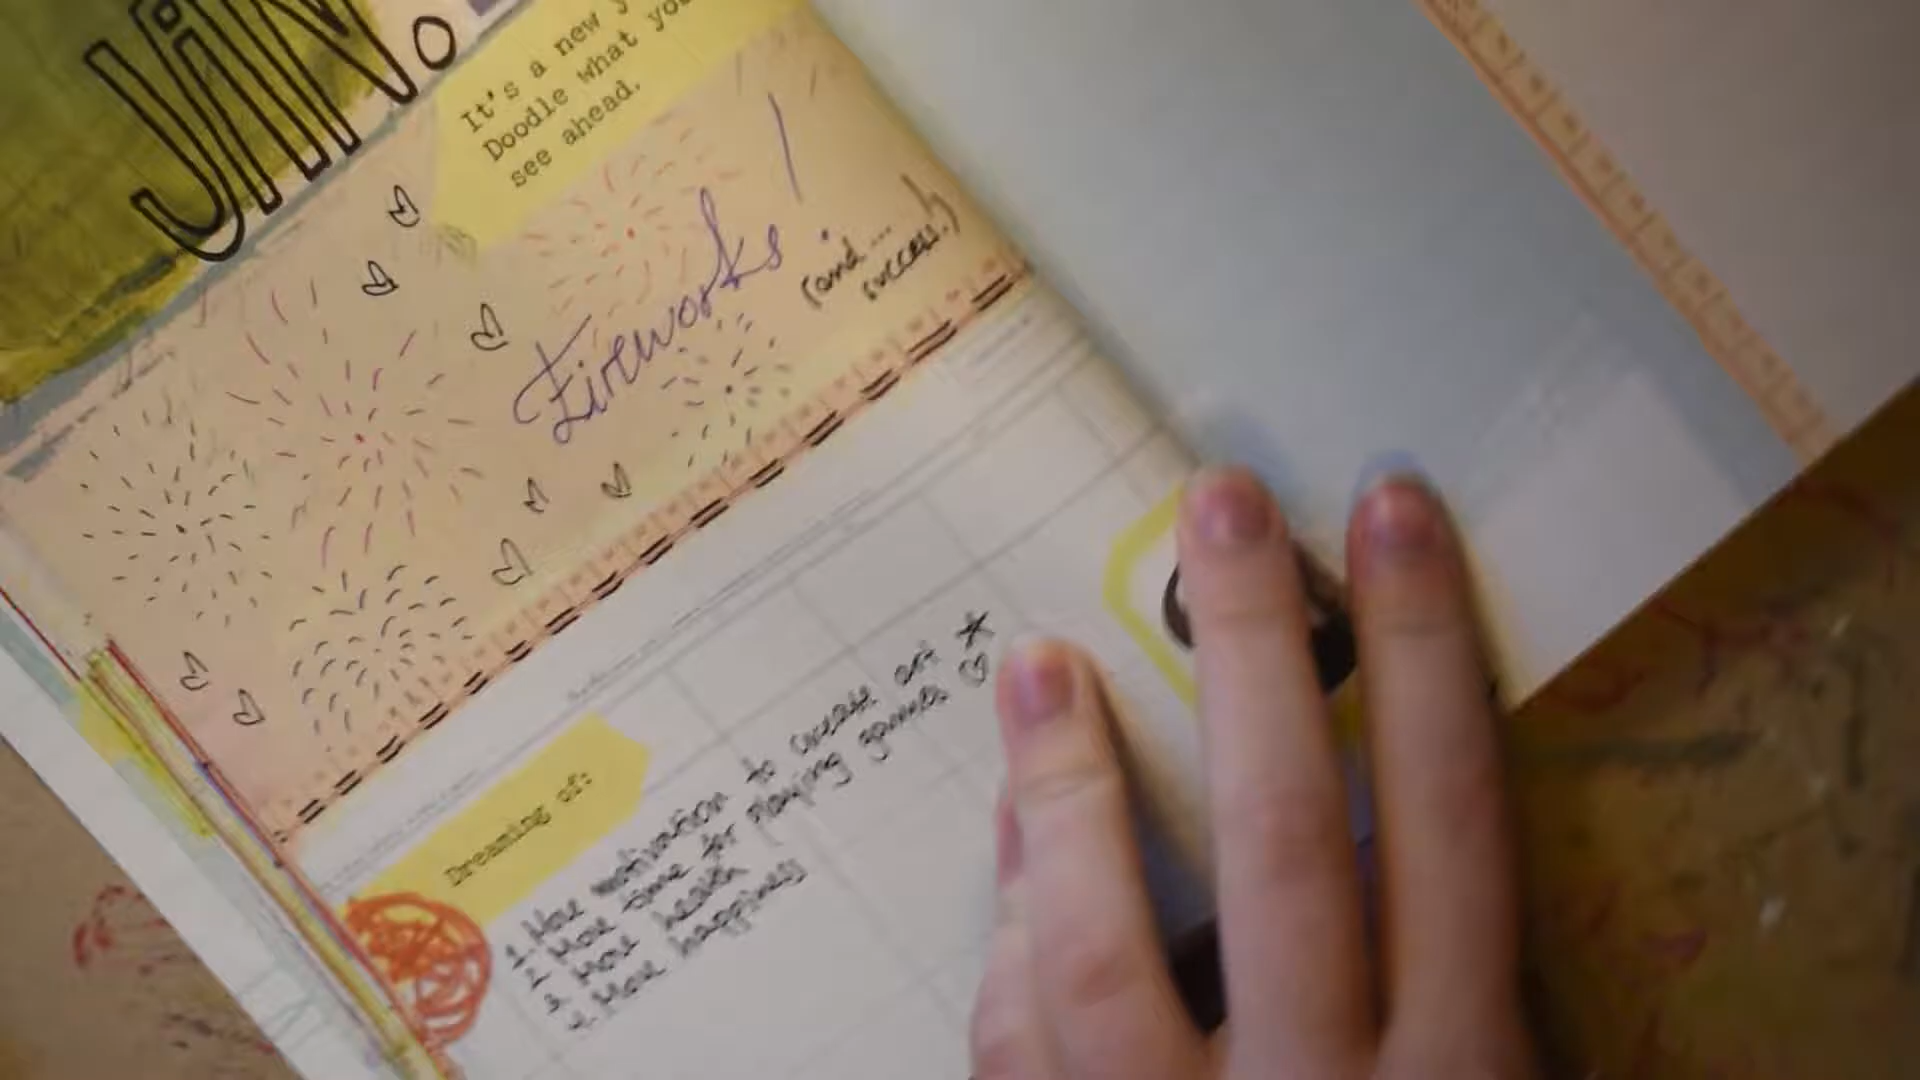 JAN.
It's a new y
Doodle what you
see ahead.
Fireworks!
(and...
success!)
Dreaming of:
1. More motivation to create art
2. More time for playing games
3. More health
4. More happiness